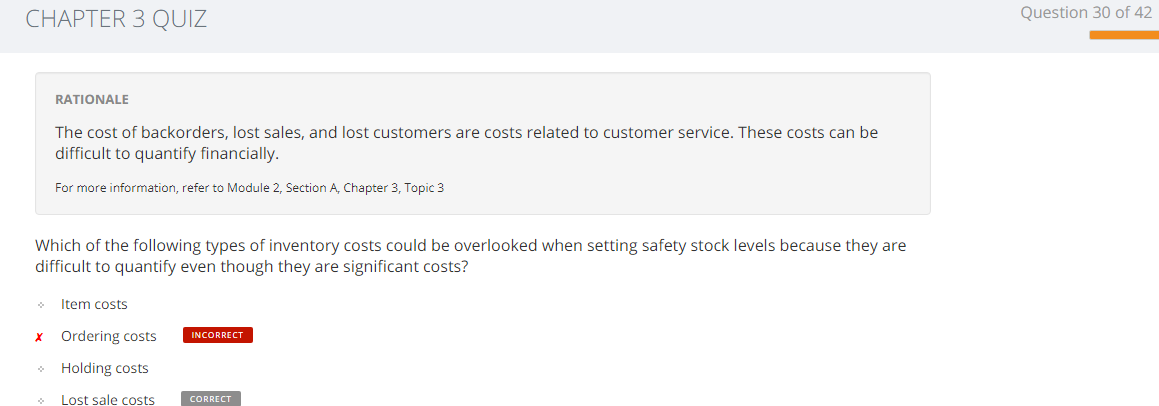 CHAPTER 3 QUIZ
Question 30 of 42
RATIONALE
The cost of backorders, lost sales, and lost customers are costs related to customer service. These costs can be
difficult to quantify financially.
For more information, refer to Module 2, Section A, Chapter 3, Topic 3
Which of the following types of inventory costs could be overlooked when setting safety stock levels because they are
difficult to quantify even though they are significant costs?
Item costs
✗ Ordering costs INCORRECT
Holding costs
Lost sale costs CORRECT